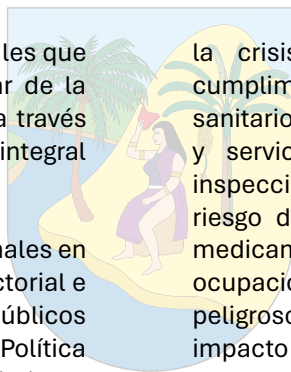 les que
r de la
a través
integral
nales en
ctorial e
úblicos
Política
la crisis
cumplim
sanitario
y servic
inspecci
riesgo d
medican
ocupacio
peligroso
impacto